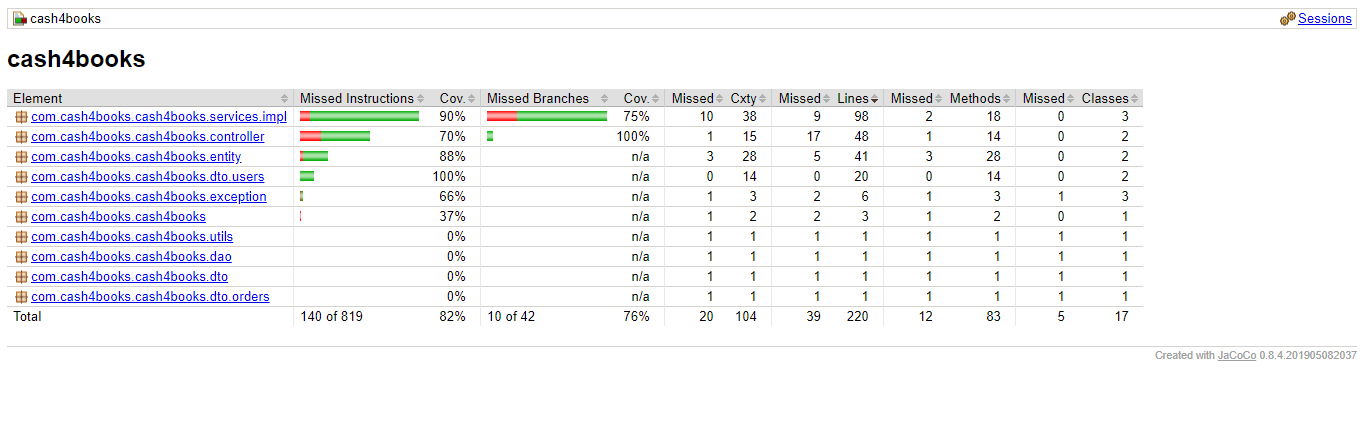 cash4books Sessions
cash4books
Element Missed Instructions Cov. Missed Branches Cov. Missed Cxty Missed Lines Missed Methods Missed Classes
com.cash4books.cash4books.services.impl 90% 75% 10 38 9 98 2 18 0 3
com.cash4books.cash4books.controller 70% 100% 1 15 17 48 1 14 0 2
com.cash4books.cash4books.entity 88% n/a 3 28 5 41 3 28 0 2
com.cash4books.cash4books.dto.users 100% n/a 0 14 0 20 0 14 0 2
com.cash4books.cash4books.exception 66% n/a 1 3 2 6 1 3 1 3
com.cash4books.cash4books 37% n/a 1 2 2 3 1 2 0 1
com.cash4books.cash4books.utils 0% n/a 1 1 1 1 1 1 1 1
com.cash4books.cash4books.dao 0% n/a 1 1 1 1 1 1 1 1
com.cash4books.cash4books.dto 0% n/a 1 1 1 1 1 1 1 1
com.cash4books.cash4books.dto.orders 0% n/a 1 1 1 1 1 1 1 1
Total 140 of 819 82% 10 of 42 76% 20 104 39 220 12 83 5 17
Created with JaCoCo 0.8.4.201905082037